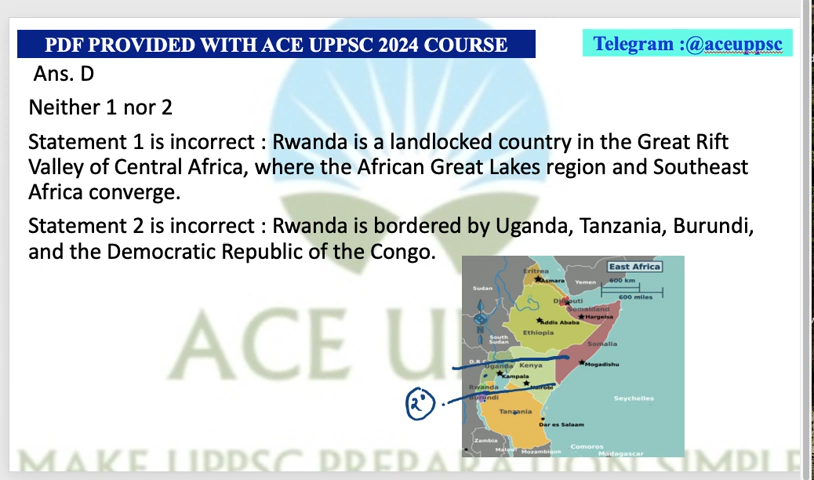 PDF PROVIDED WITH ACE UPPSC 2024 COURSE
Telegram :@aceuppsc
Ans. D
Neither 1 nor 2
Statement 1 is incorrect : Rwanda is a landlocked country in the Great Rift
Valley of Central Africa, where the African Great Lakes region and Southeast
Africa converge.
Statement 2 is incorrect : Rwanda is bordered by Uganda, Tanzania, Burundi,
and the Democratic Republic of the Congo.
East Africa
600 km
600 miles
Eritrea
Asmara
Yemen
Sudan
Djibouti
Somaliland
Hargeisa
Addis Ababa
Ethiopia
South
Sudan
Somalia
D.R.
Uganda
Kenya
Mogadishu
Kampala
Nairobi
Rwanda
Burundi
Seychelles
2°
Tanzania
Dar es Salaam
Zambia
Malawi
Mozambique
Comoros
Madagascar
ACE U
MAKE UPPSC PREPARATION SIMPLE